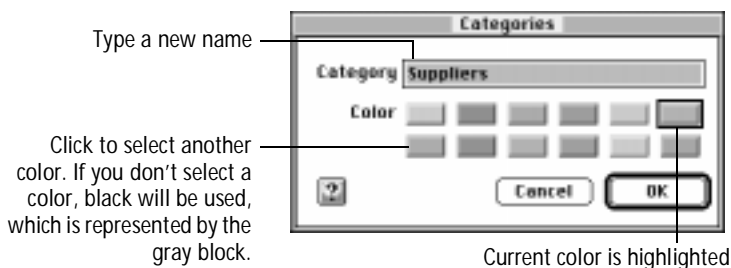 Categories
Type a new name
Category Suppliers
Color
Click to select another
color. If you don't select a
color, black will be used,
which is represented by the
gray block.
?
Cancel
OK
Current color is highlighted